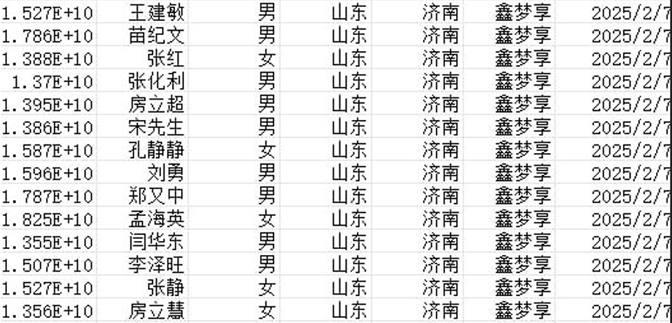 1.527E+10 王建敏 男 山东 济南 鑫梦享 2025/2/7
1.786E+10 苗纪文 男 山东 济南 鑫梦享 2025/2/7
1.388E+10 张红 女 山东 济南 鑫梦享 2025/2/7
1.37E+10 张化利 男 山东 济南 鑫梦享 2025/2/7
1.395E+10 房立超 男 山东 济南 鑫梦享 2025/2/7
1.386E+10 宋先生 男 山东 济南 鑫梦享 2025/2/7
1.587E+10 孔静静 女 山东 济南 鑫梦享 2025/2/7
1.596E+10 刘勇 男 山东 济南 鑫梦享 2025/2/7
1.787E+10 郑又中 男 山东 济南 鑫梦享 2025/2/7
1.825E+10 孟海英 女 山东 济南 鑫梦享 2025/2/7
1.355E+10 闫华东 男 山东 济南 鑫梦享 2025/2/7
1.507E+10 李泽旺 男 山东 济南 鑫梦享 2025/2/7
1.527E+10 张静 女 山东 济南 鑫梦享 2025/2/7
1.356E+10 房立慧 女 山东 济南 鑫梦享 2025/2/7